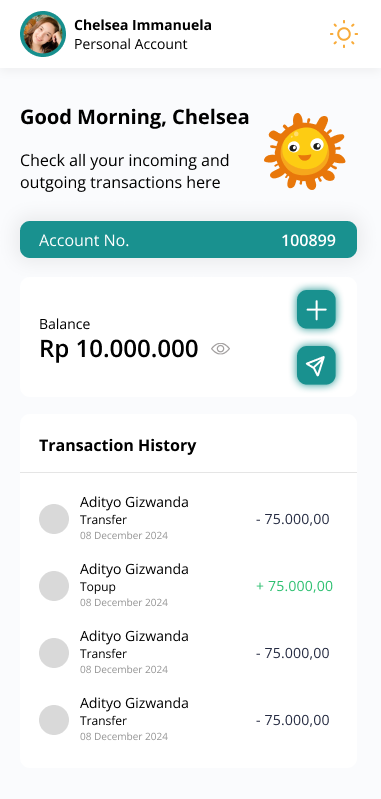 Chelsea Immanuela
Personal Account
Good Morning, Chelsea
Check all your incoming and
outgoing transactions here
Account No. 100899
Balance
Rp 10.000.000
Transaction History
Adityo Gizwanda
Transfer
08 December 2024
- 75.000,00
Adityo Gizwanda
Topup
08 December 2024
+ 75.000,00
Adityo Gizwanda
Transfer
08 December 2024
- 75.000,00
Adityo Gizwanda
Transfer
08 December 2024
- 75.000,00